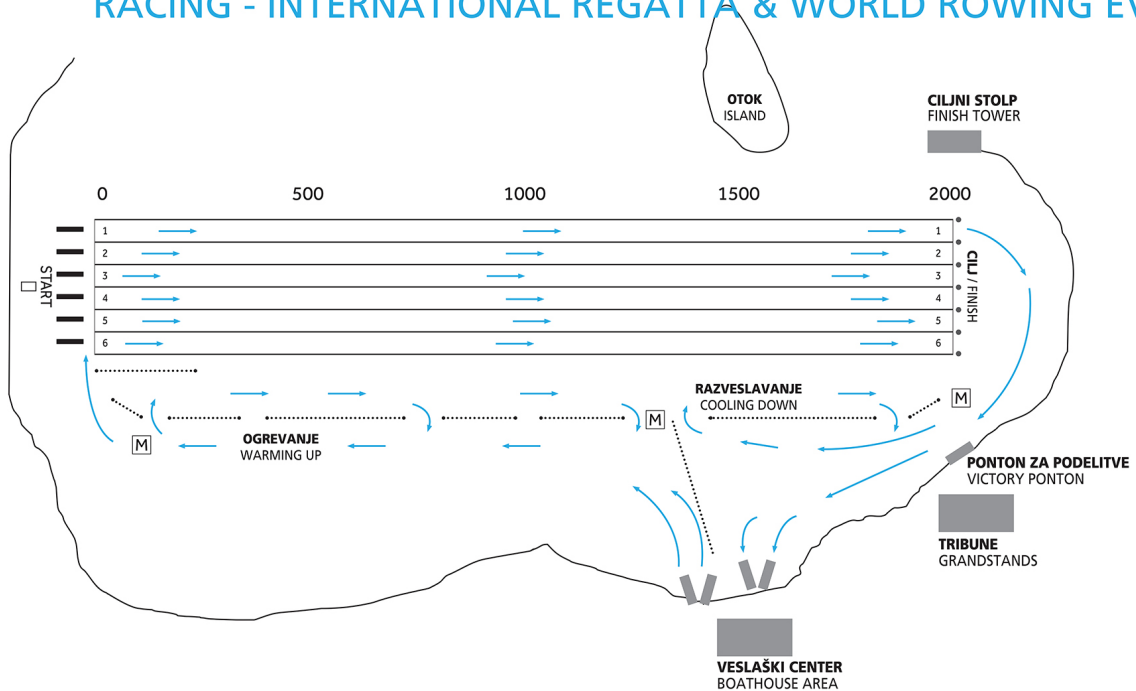 RACING - INTERNATIONAL REGATTA & WORLD ROWING EV
OTOK
ISLAND
CILJNI STOLP
FINISH TOWER
0 500 1000 1500 2000
1 1
2 2
3 3
4 4
5 5
6 6
START
CILJ / FINISH
RAZVESLAVANJE
COOLING DOWN
M
M
M
OGREVANJE
WARMING UP
PONTON ZA PODELITVE
VICTORY PONTON
TRIBUNE
GRANDSTANDS
VESLAŠKI CENTER
BOATHOUSE AREA